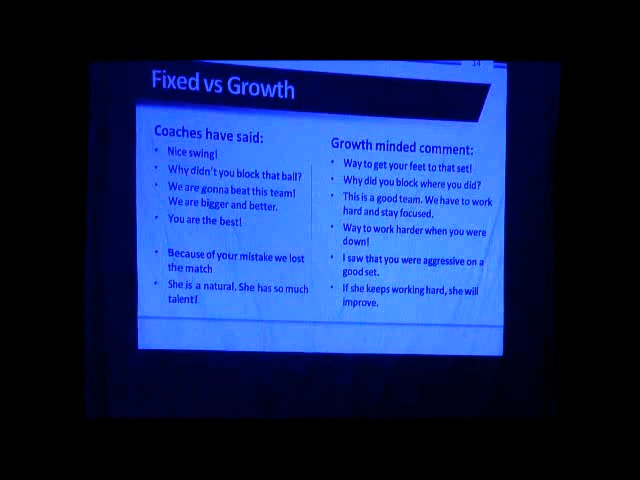 14
Fixed vs Growth
Coaches have said:
• Nice swing!
• Why didn't you block that ball?
• We are gonna beat this team!
We are bigger and better.
• You are the best!
• Because of your mistake we lost
the match
• She is a natural. She has so much
talent!
Growth minded comment:
• Way to get your feet to that set!
• Why did you block where you did?
• This is a good team. We have to work
hard and stay focused.
• Way to work harder when you were
down!
• I saw that you were aggressive on a
good set.
• If she keeps working hard, she will
improve.